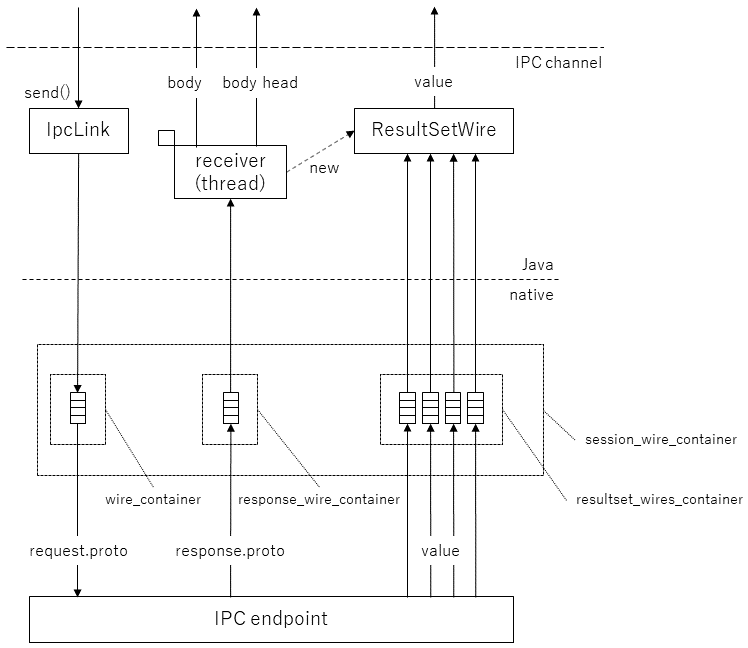 IPC channel
body
body head
value
send()
IpcLink
ResultSetWire
receiver
(thread)
new
Java
native
session_wire_container
wire_container
response_wire_container
resultset_wires_container
request.proto
response.proto
value
IPC endpoint